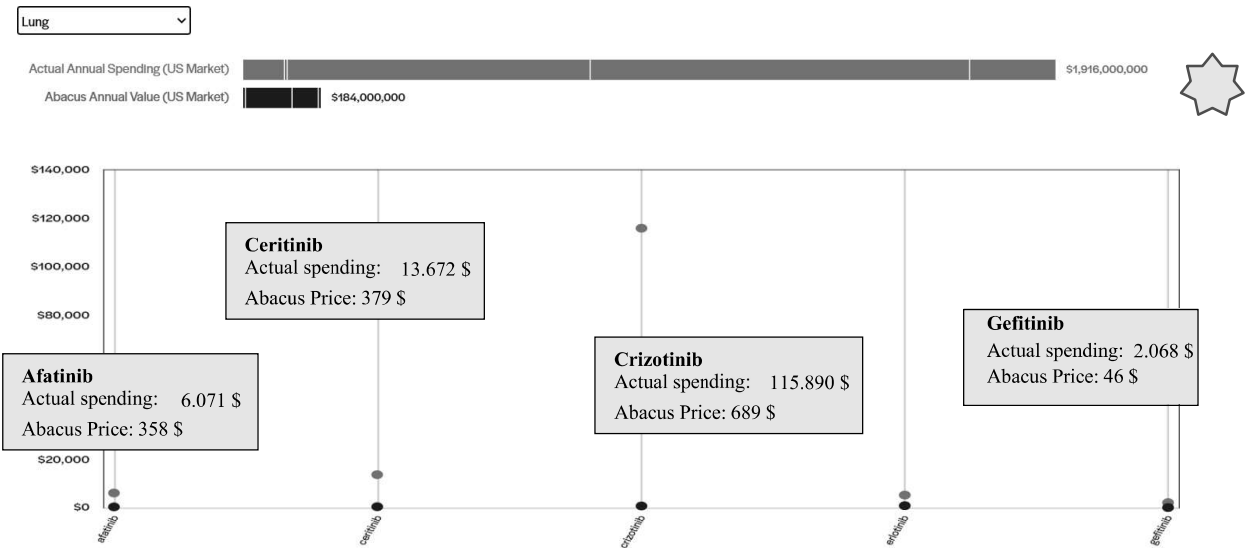 Lung
Actual Annual Spending (US Market) $1,916,000,000
Abacus Annual Value (US Market) $184,000,000
$140,000
$120,000
$100,000
$80,000
$20,000
$0
Ceritinib
Actual spending: 13.672 $
Abacus Price: 379 $
Gefitinib
Actual spending: 2.068 $
Abacus Price: 46 $
Crizotinib
Actual spending: 115.890 $
Abacus Price: 689 $
Afatinib
Actual spending: 6.071 $
Abacus Price: 358 $
afatinib
ceritinib
crizotinib
erlotinib
gefitinib